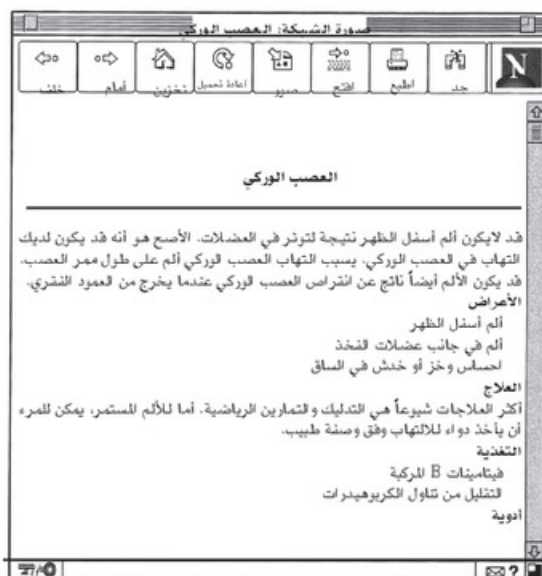 صورة الشبكة: العصب الوركي
خلف
أمام
تخزين
اعادة تحميل
صور
افتح
اطبع
جد
N
العصب الوركي
قد لايكون ألم أسفل الظهر نتيجة لتوتر في العضلات. الأصح هو أنه قد يكون لديك
التهاب في العصب الوركي. يسبب التهاب العصب الوركي ألم على طول ممر العصب.
قد يكون الألم أيضاً ناتج عن انقراص العصب الوركي عندما يخرج من العمود الفقري.
الأعراض
ألم أسفل الظهر
ألم في جانب عضلات الفخذ
احساس وخز أو خدش في الساق
العلاج
أكثر العلاجات شيوعاً هي التدليك و التمارين الرياضية. أما للألم المستمر، يمكن للمرء
أن يأخذ دواء للالتهاب وفق وصفة طبيب.
التغذية
فيتامينات B المركبة
التقليل من تناول الكربوهيدرات
أدوية
?